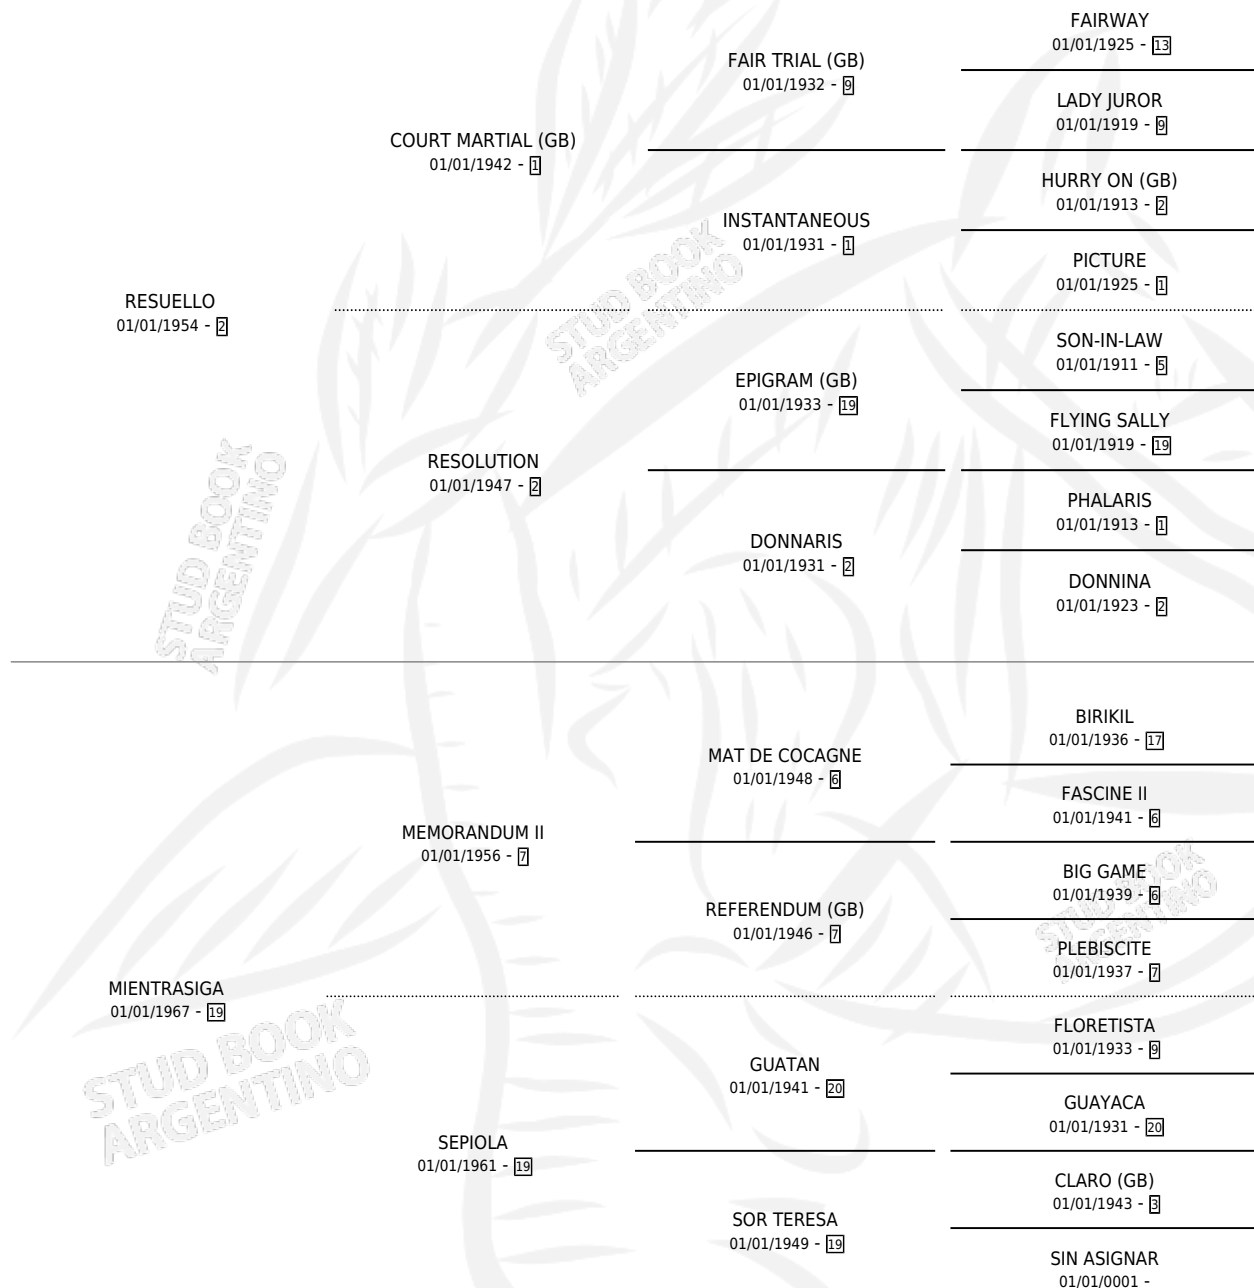 FAIRWAY
01/01/1925 - 13
FAIR TRIAL (GB)
01/01/1932 - 9
LADY JUROR
01/01/1919 - 9
COURT MARTIAL (GB)
01/01/1942 - 1
HURRY ON (GB)
01/01/1913 - 2
INSTANTANEOUS
01/01/1931 - 1
PICTURE
01/01/1925 - 1
RESUELLO
01/01/1954 - 2
SON-IN-LAW
01/01/1911 - 5
EPIGRAM (GB)
01/01/1933 - 19
FLYING SALLY
01/01/1919 - 19
RESOLUTION
01/01/1947 - 2
PHALARIS
01/01/1913 - 1
DONNARIS
01/01/1931 - 2
DONNINA
01/01/1923 - 2
BIRIKIL
01/01/1936 - 17
MAT DE COCAGNE
01/01/1948 - 6
FASCINE II
01/01/1941 - 6
MEMORANDUM II
01/01/1956 - 7
BIG GAME
01/01/1939 - 6
REFERENDUM (GB)
01/01/1946 - 7
PLEBISCITE
01/01/1937 - 7
MIENTRASIGA
01/01/1967 - 19
FLORETISTA
01/01/1933 - 9
GUATAN
01/01/1941 - 20
GUAYACA
01/01/1931 - 20
SEPIOLA
01/01/1961 - 19
CLARO (GB)
01/01/1943 - 3
SOR TERESA
01/01/1949 - 19
SIN ASIGNAR
01/01/0001 -
STUD BOOK
ARGENTINO
STUD BOOK
ARGENTINO
STUD BOOK
ARGENTINO
STUD BOOK
ARGENTINO